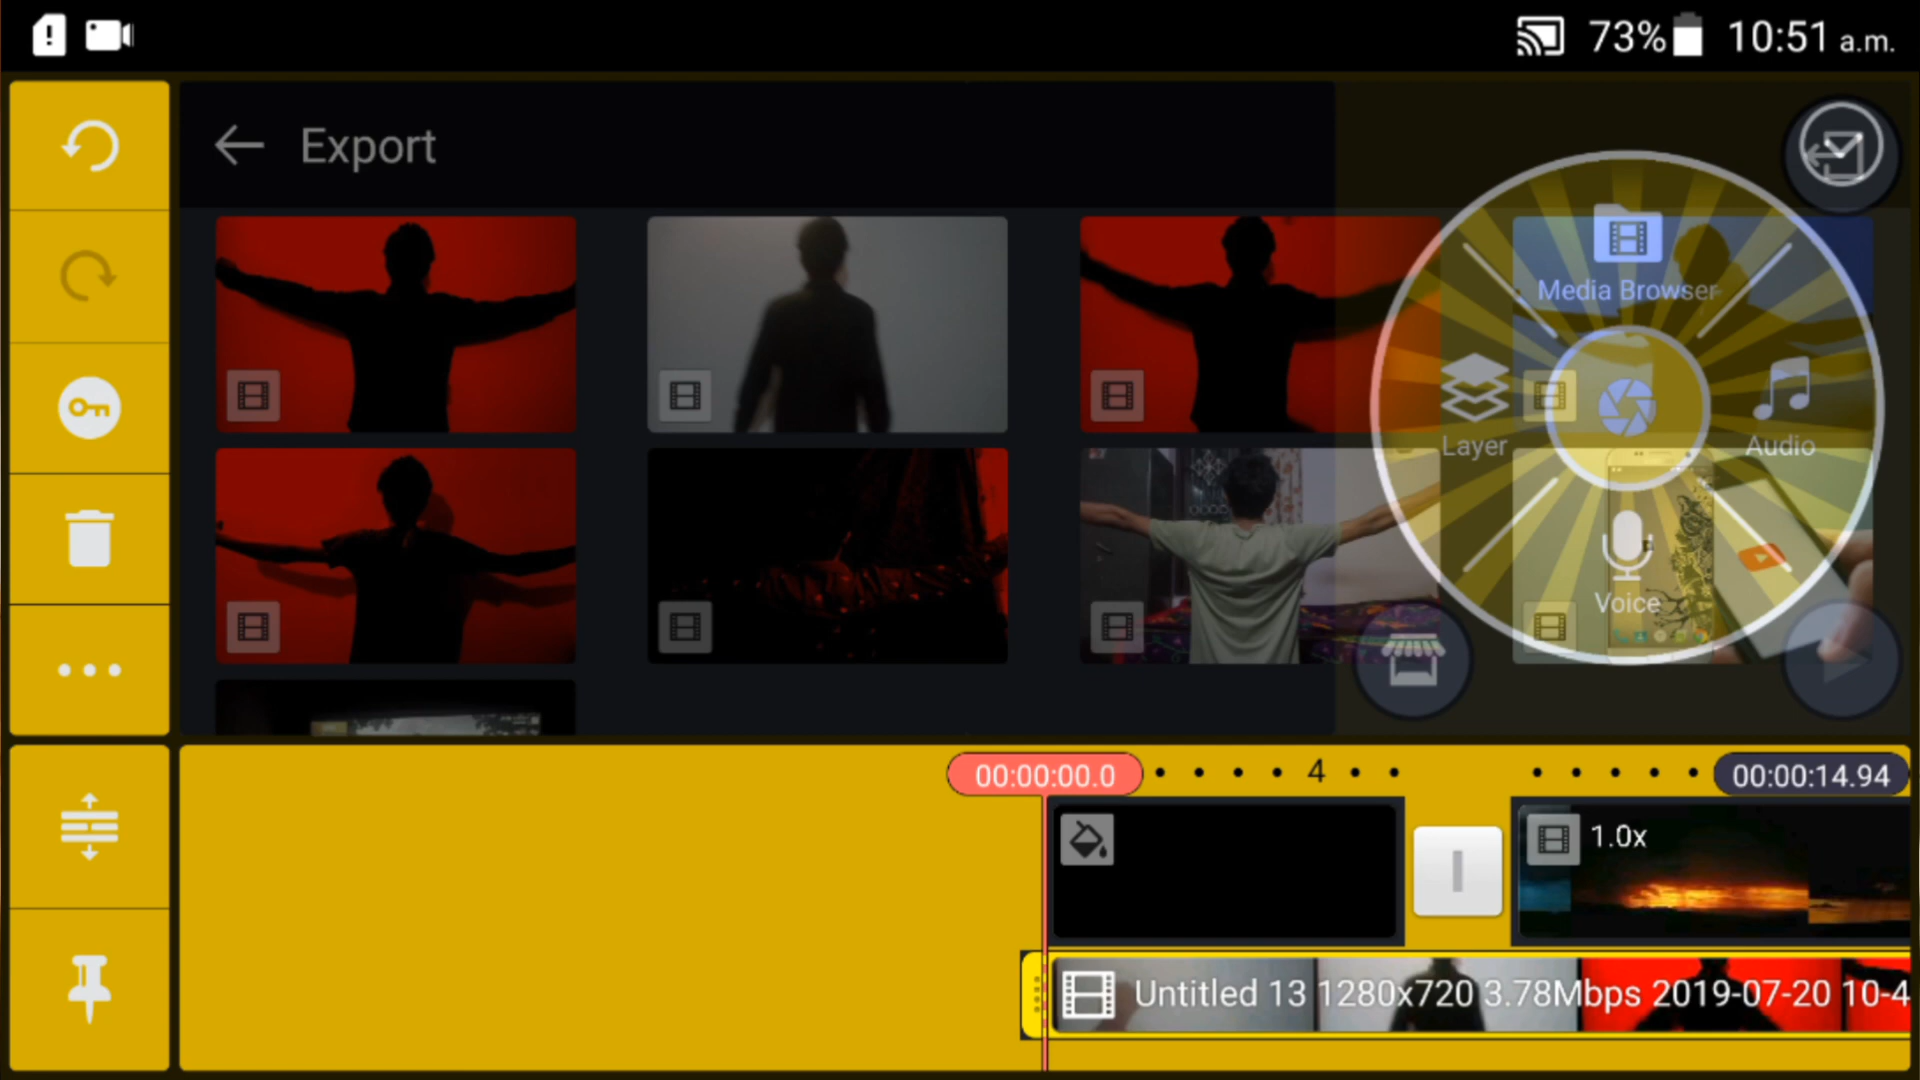 73% 10:51 a.m.
Export
Media Browser
Layer
Audio
Voice
00:00:00.0
4
00:00:14.94
1.0x
Untitled 13 1280x720 3.78Mbps 2019-07-20 10-4